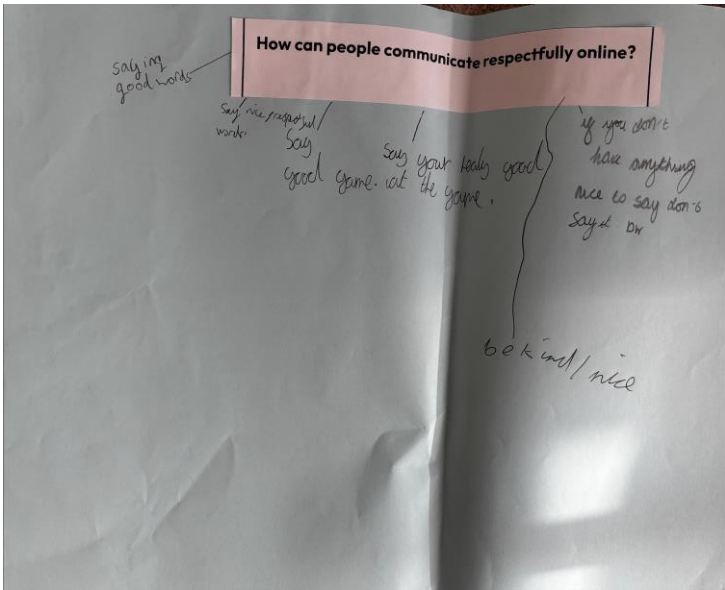 How can people communicate respectfully online?
saying
good words
Say nice, respectful
words.
Say
good game.
Say your really good
at the game.
if you don't
have anything
nice to say don't
say it
be kind/nice